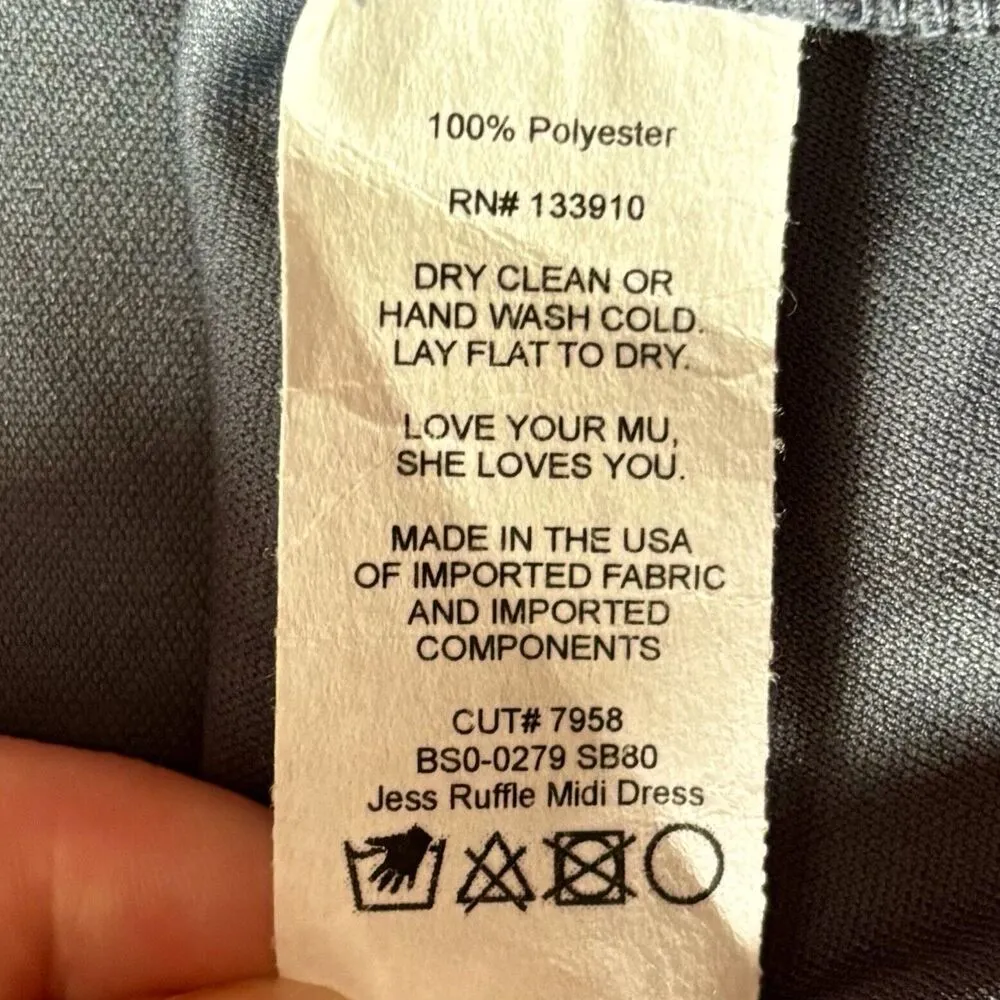 100% Polyester
RN# 133910
DRY CLEAN OR
HAND WASH COLD.
LAY FLAT TO DRY.
LOVE YOUR MU,
SHE LOVES YOU.
MADE IN THE USA
OF IMPORTED FABRIC
AND IMPORTED
COMPONENTS
CUT# 7958
BS0-0279 SB80
Jess Ruffle Midi Dress